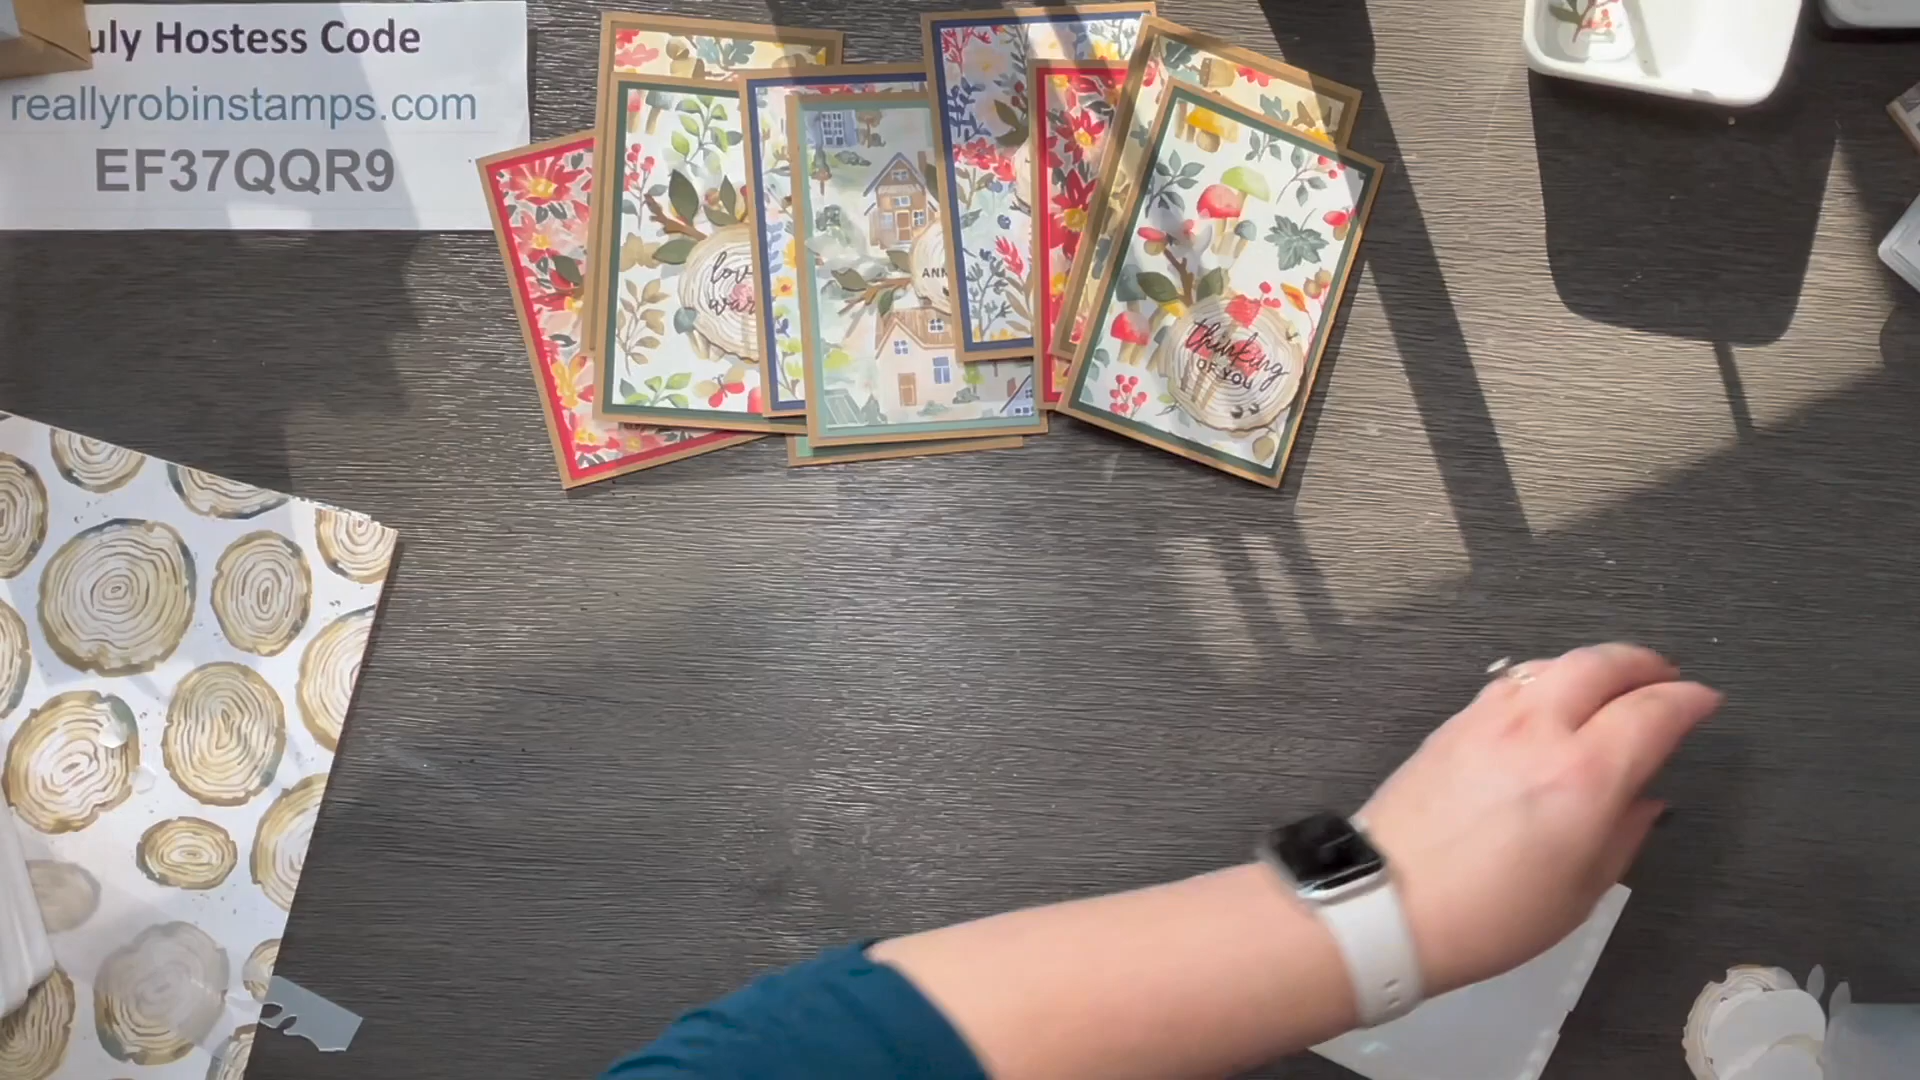 uly Hostess Code
reallyrobinstamps.com
EF37QQR9
thinking
OF YOU